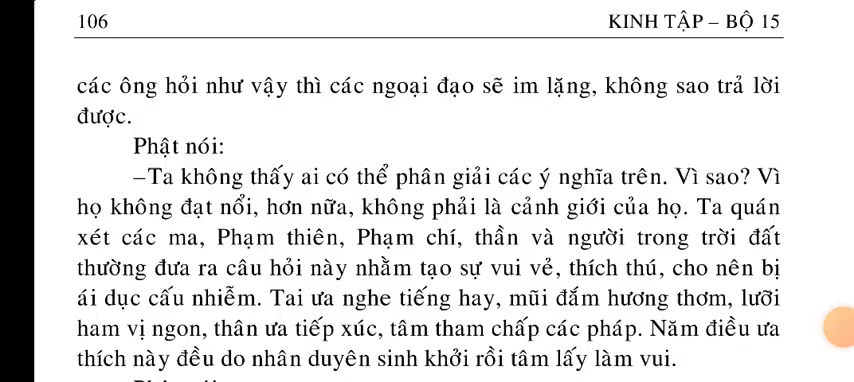 106 KINH TẬP – BỘ 15
các ông hỏi như vậy thì các ngoại đạo sẽ im lặng, không sao trả lời
được.
Phật nói:
–Ta không thấy ai có thể phân giải các ý nghĩa trên. Vì sao? Vì
họ không đạt nổi, hơn nữa, không phải là cảnh giới của họ. Ta quán
xét các ma, Phạm thiên, Phạm chí, thần và người trong trời đất
thường đưa ra câu hỏi này nhằm tạo sự vui vẻ, thích thú, cho nên bị
ái dục cấu nhiễm. Tai ưa nghe tiếng hay, mũi đắm hương thơm, lưỡi
ham vị ngon, thân ưa tiếp xúc, tâm tham chấp các pháp. Năm điều ưa
thích này đều do nhân duyên sinh khởi rồi tâm lấy làm vui.